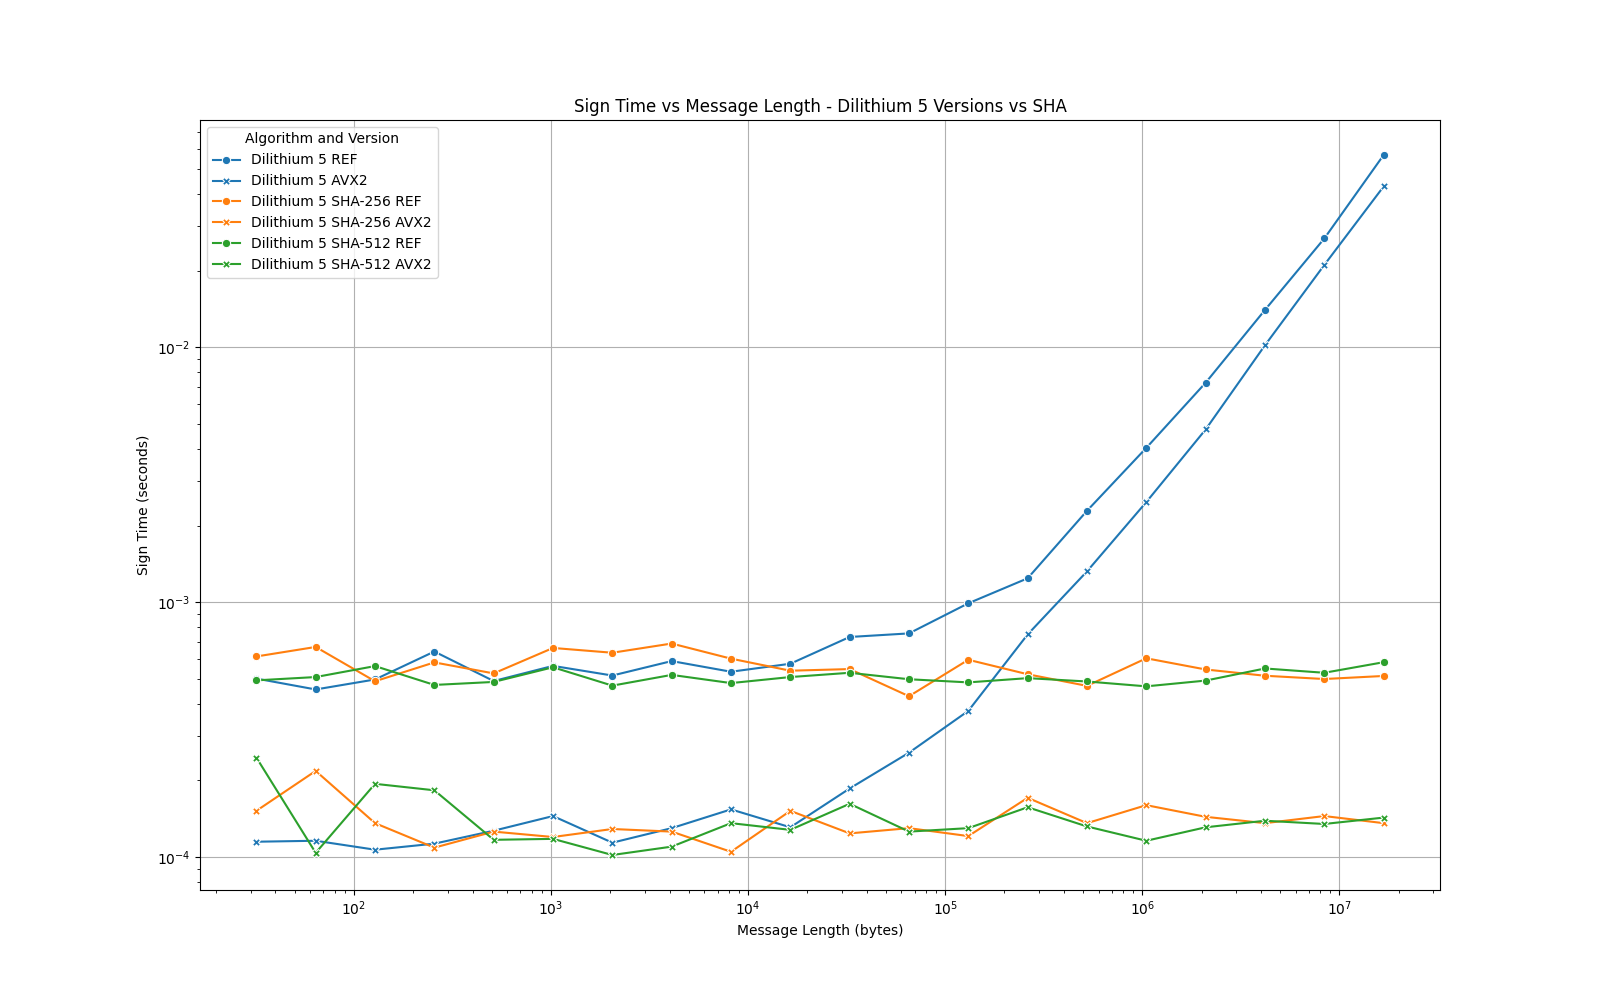 Sign Time vs Message Length - Dilithium 5 Versions vs SHA
Algorithm and Version
Dilithium 5 REF
Dilithium 5 AVX2
Dilithium 5 SHA-256 REF
Dilithium 5 SHA-256 AVX2
Dilithium 5 SHA-512 REF
Dilithium 5 SHA-512 AVX2
Sign Time (seconds)
10⁻²
10⁻³
10⁻⁴
10² 10³ 10⁴ 10⁵ 10⁶ 10⁷
Message Length (bytes)